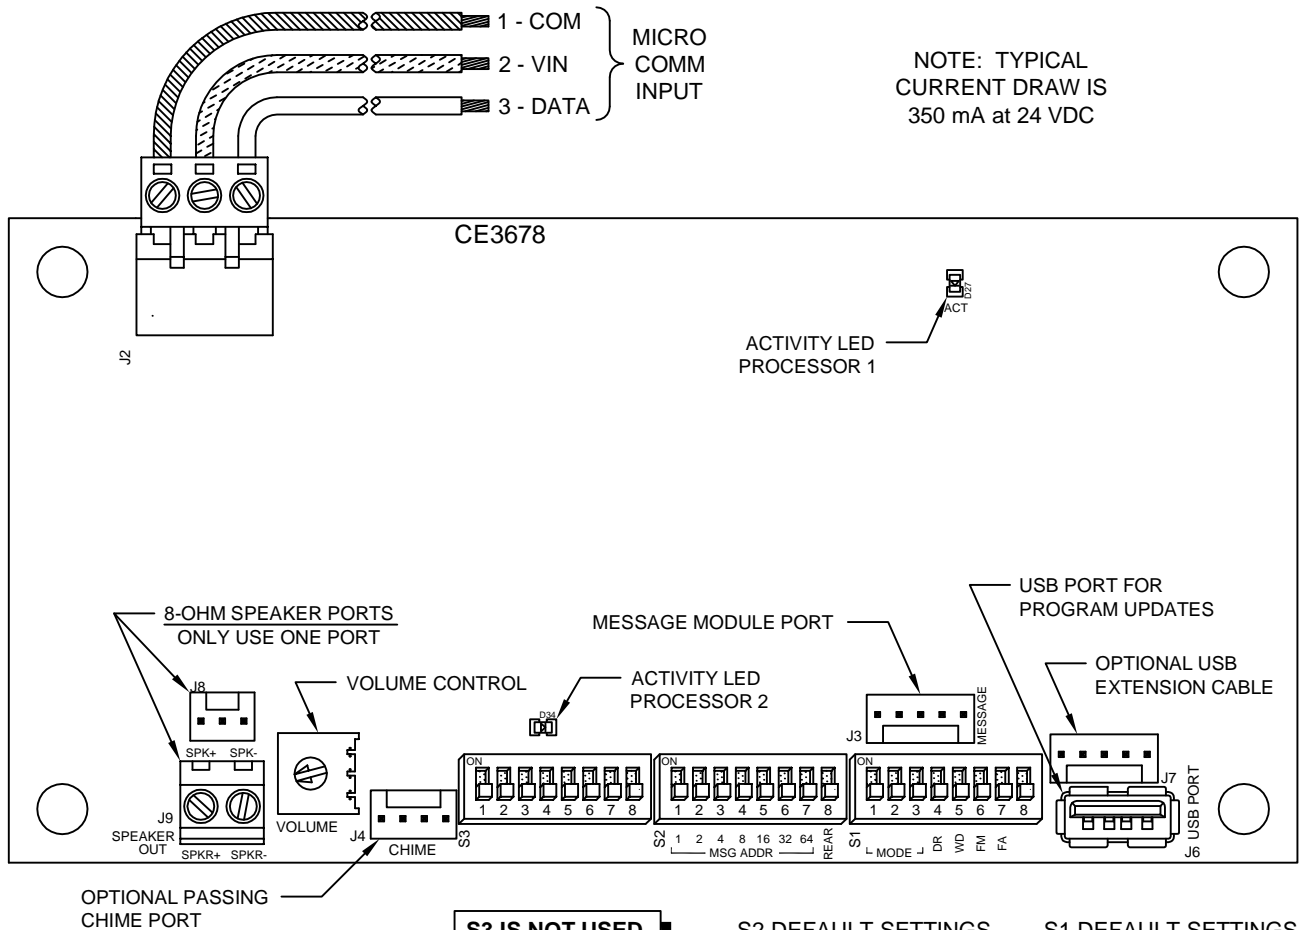 1 - COM
2 - VIN
3 - DATA
MICRO
COMM
INPUT
NOTE: TYPICAL
CURRENT DRAW IS
350 mA at 24 VDC
CE3678
J2
D27
ACT
ACTIVITY LED
PROCESSOR 1
8-OHM SPEAKER PORTS
ONLY USE ONE PORT
VOLUME CONTROL
ACTIVITY LED
PROCESSOR 2
MESSAGE MODULE PORT
USB PORT FOR
PROGRAM UPDATES
OPTIONAL USB
EXTENSION CABLE
J8
SPK+ SPK-
J9
SPEAKER
OUT
SPKR+ SPKR-
VOLUME
J4
CHIME
D34
S3
ON
1 2 3 4 5 6 7 8
S2
ON
1 2 3 4 5 6 7 8
1 2 4 8 16 32 64 REAR
MSG ADDR
J3
MESSAGE
S1
ON
1 2 3 4 5 6 7 8
MODE DR WD FM FA
J7
USB PORT
J6
OPTIONAL PASSING
CHIME PORT
S3 IS NOT USED
S2 DEFAULT SETTINGS
S1 DEFAULT SETTINGS